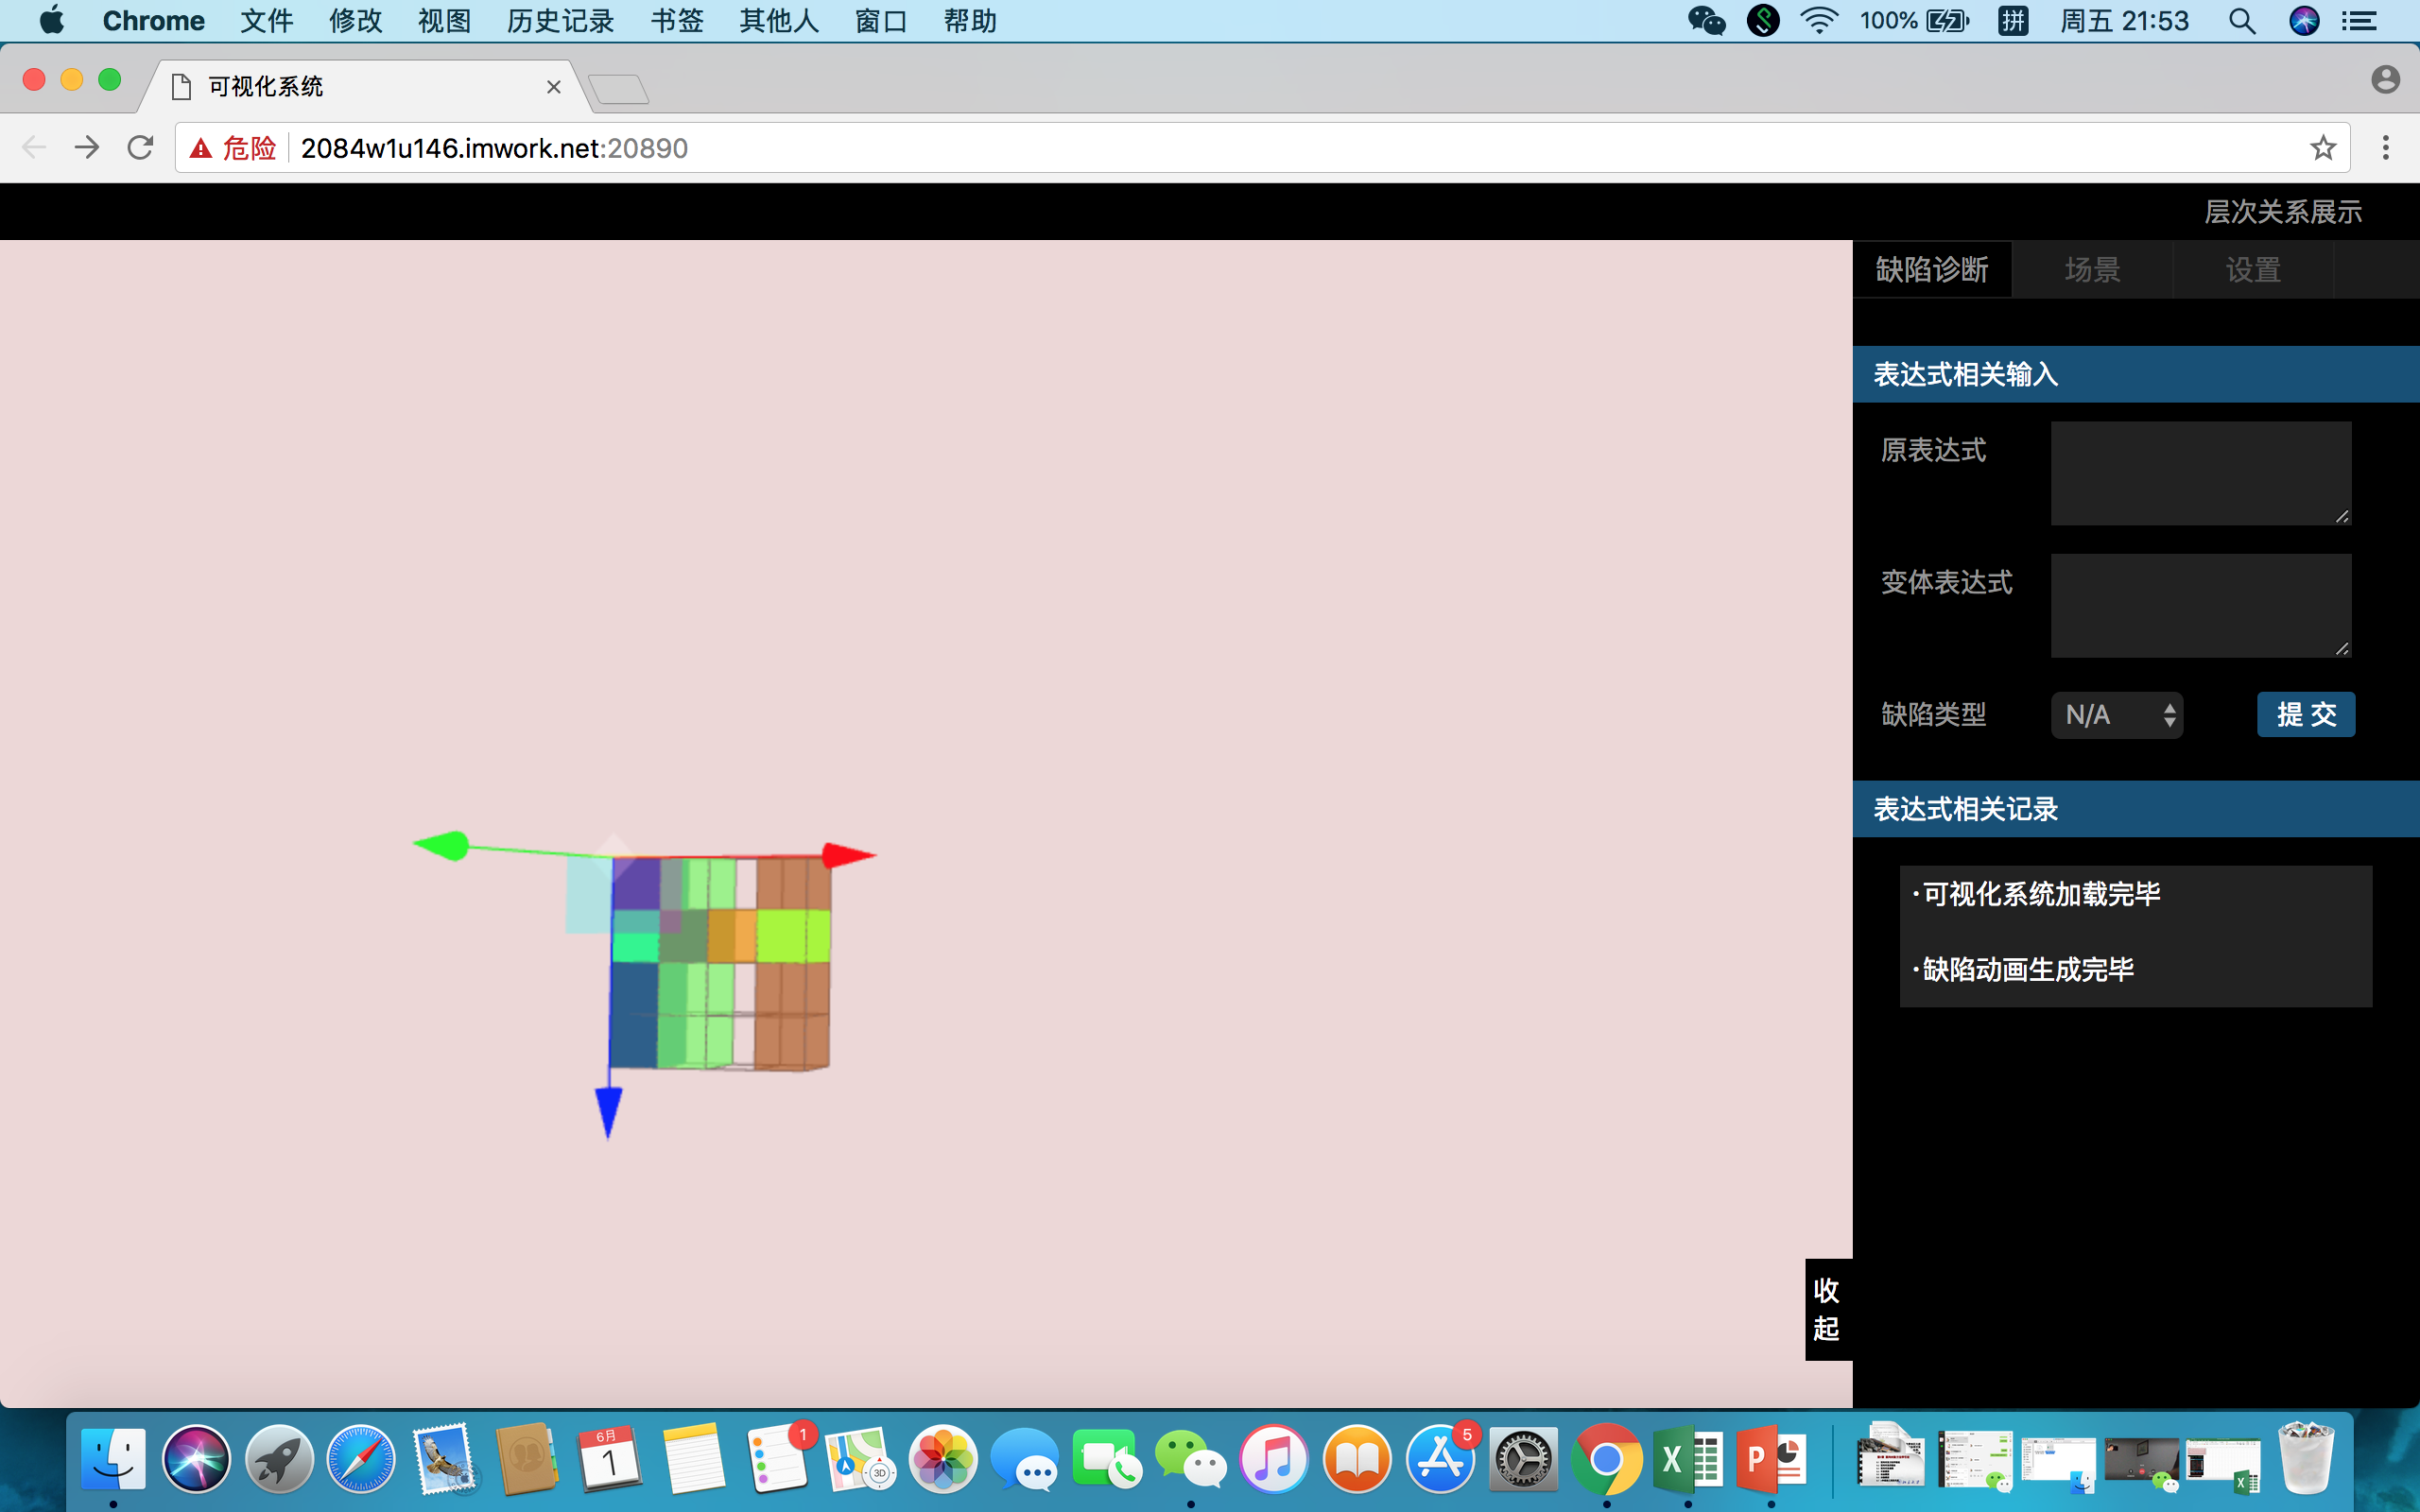 Chrome 文件 修改 视图 历史记录 书签 其他人 窗口 帮助 100% 拼 周五 21:53
可视化系统
危险 2084w1u146.imwork.net:20890
层次关系展示
缺陷诊断 场景 设置
表达式相关输入
原表达式
变体表达式
缺陷类型 N/A 提 交
表达式相关记录
·可视化系统加载完毕
·缺陷动画生成完毕
收
起
6月
1
1
3D
5
X
P